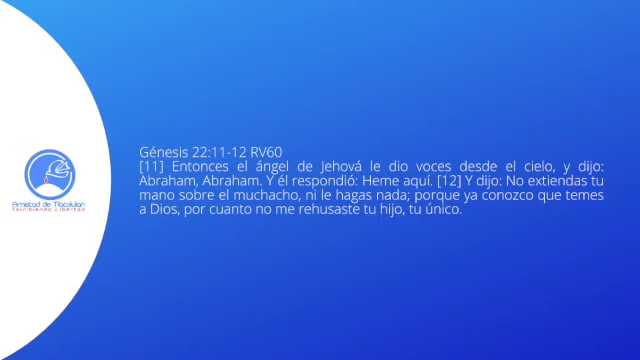 Génesis 22:11-12 RV60
[11] Entonces el ángel de Jehová le dio voces desde el cielo, y dijo:
Abraham, Abraham. Y él respondió: Heme aquí. [12] Y dijo: No extiendas tu
mano sobre el muchacho, ni le hagas nada; porque ya conozco que temes
a Dios, por cuanto no me rehusaste tu hijo, tu único.
Amistad de Tlacolulan
Escribiendo Libertad